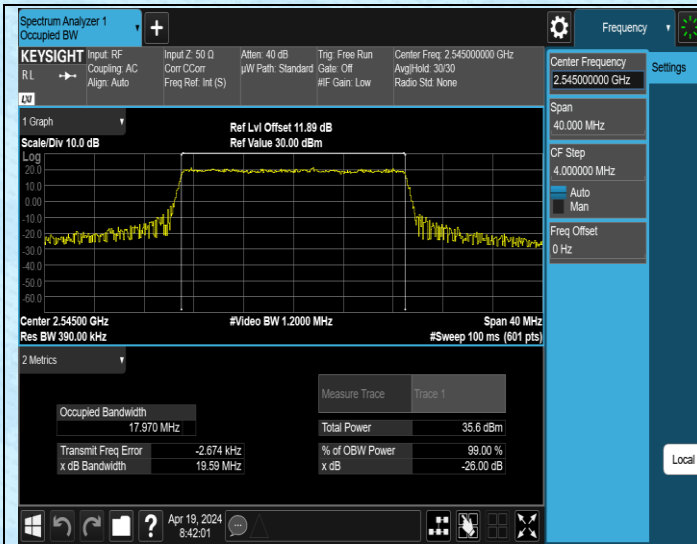 Spectrum Analyzer 1
Occupied BW
+
Frequency
KEYSIGHT
RL
LXI
Input: RF
Coupling: AC
Align: Auto
Input Z: 50 Ω
Corr CCorr
Freq Ref: Int (S)
Atten: 40 dB
µW Path: Standard
Trig: Free Run
Gate: Off
#IF Gain: Low
Center Freq: 2.545000000 GHz
Avg|Hold: 30/30
Radio Std: None
Center Frequency
2.545000000 GHz
Settings
Span
40.000 MHz
CF Step
4.000000 MHz
Auto
Man
Freq Offset
0 Hz
1 Graph
Scale/Div 10.0 dB
Ref Lvl Offset 11.89 dB
Ref Value 30.00 dBm
Log
20.0
10.0
0.00
-10.0
-20.0
-30.0
-40.0
-50.0
-60.0
Center 2.54500 GHz
#Video BW 1.2000 MHz
Span 40 MHz
Res BW 390.00 kHz
#Sweep 100 ms (601 pts)
2 Metrics
Measure Trace
Trace 1
Occupied Bandwidth
17.970 MHz
Total Power
35.6 dBm
Transmit Freq Error
-2.674 kHz
% of OBW Power
99.00 %
x dB Bandwidth
19.59 MHz
x dB
-26.00 dB
Local
?
Apr 19, 2024
8:42:01